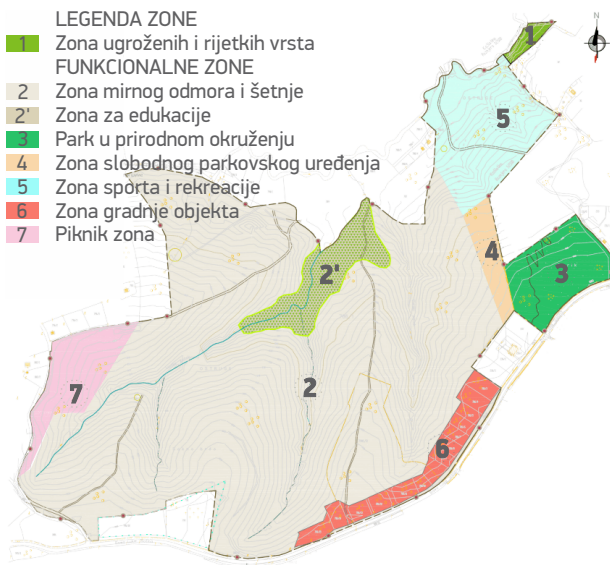 LEGENDA ZONE
1 Zona ugroženih i rijetkih vrsta
FUNKCIONALNE ZONE
2 Zona mirnog odmora i šetnje
2' Zona za edukacije
3 Park u prirodnom okruženju
4 Zona slobodnog parkovskog uređenja
5 Zona sporta i rekreacije
6 Zona gradnje objekta
7 Piknik zona
1
5
2'
4
3
7
2
6